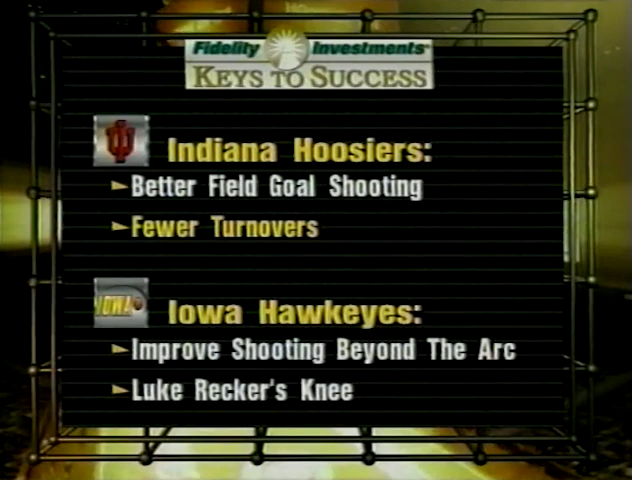 Fidelity Investments
KEYS TO SUCCESS
Indiana Hoosiers:
Better Field Goal Shooting
Fewer Turnovers
IOWA
Iowa Hawkeyes:
Improve Shooting Beyond The Arc
Luke Recker's Knee